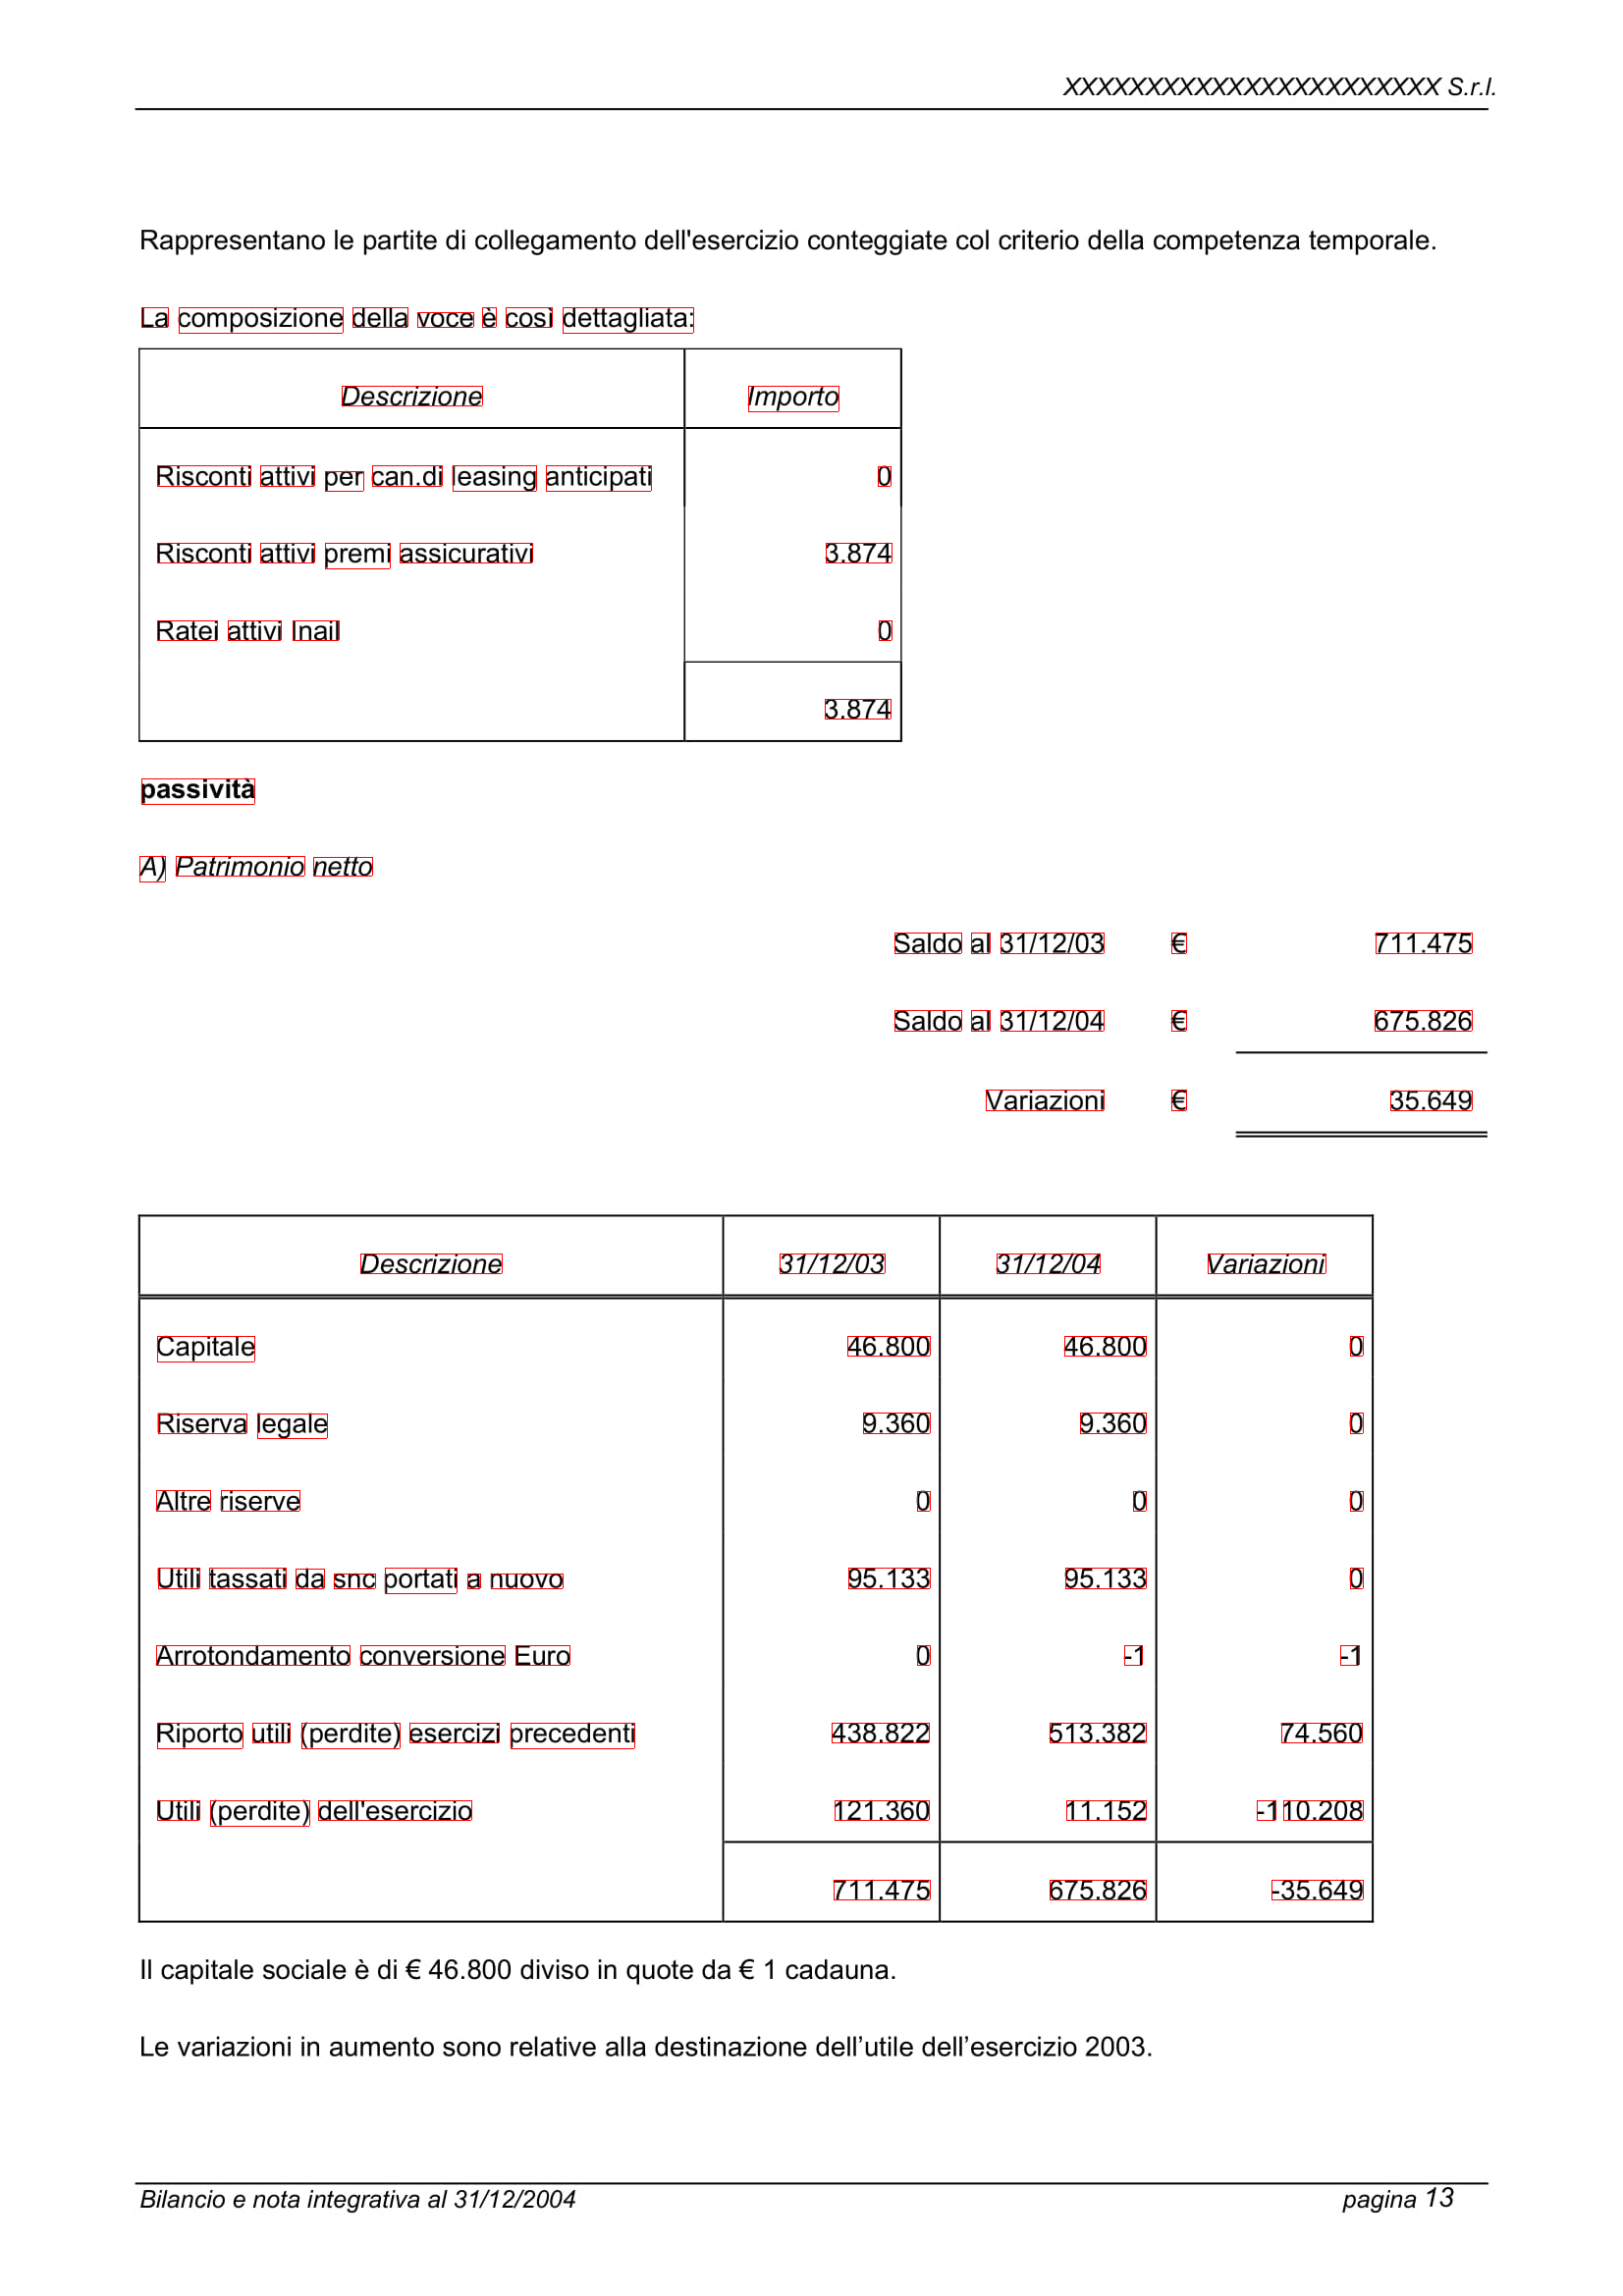 XXXXXXXXXXXXXXXXXXXXXXX S.r.l.
Rappresentano le partite di collegamento dell'esercizio conteggiate col criterio della competenza temporale.
La composizione della voce è così dettagliata:
Descrizione Importo
Risconti attivi per can.di leasing anticipati 0
Risconti attivi premi assicurativi 3.874
Ratei attivi Inail 0
3.874
passività
A) Patrimonio netto
Saldo al 31/12/03 € 711.475
Saldo al 31/12/04 € 675.826
Variazioni € 35.649
Descrizione 31/12/03 31/12/04 Variazioni
Capitale 46.800 46.800 0
Riserva legale 9.360 9.360 0
Altre riserve 0 0 0
Utili tassati da snc portati a nuovo 95.133 95.133 0
Arrotondamento conversione Euro 0 -1 -1
Riporto utili (perdite) esercizi precedenti 438.822 513.382 74.560
Utili (perdite) dell'esercizio 121.360 11.152 -110.208
711.475 675.826 -35.649
Il capitale sociale è di € 46.800 diviso in quote da € 1 cadauna.
Le variazioni in aumento sono relative alla destinazione dell’utile dell’esercizio 2003.
Bilancio e nota integrativa al 31/12/2004 pagina 13